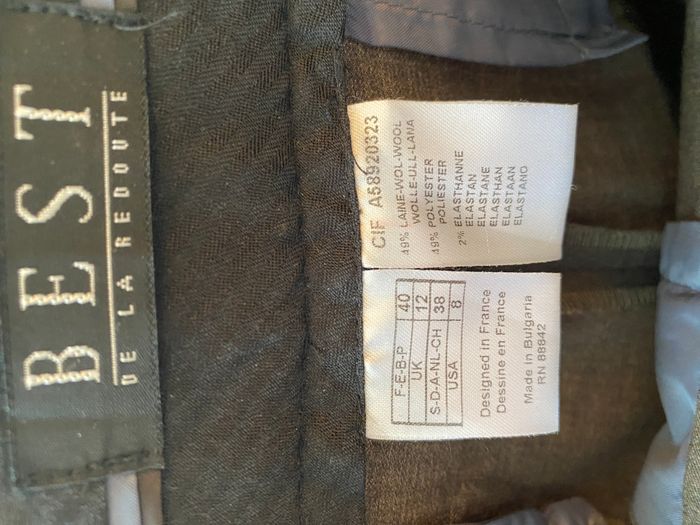 BEST
DE LA REDOUTE
CIF A58920323
49% LAINE-WOL-WOOL
WOLLE-ULL-LANA
49% POLYESTER
POLIESTER
2% ELASTHANNE
ELASTAN
ELASTANE
ELASTHAN
ELASTAAN
ELASTANO
F-E-B-P 40
UK 12
S-D-A-NL-CH 38
USA 8
Designed in France
Dessine en France
Made in Bulgaria
RN 88842